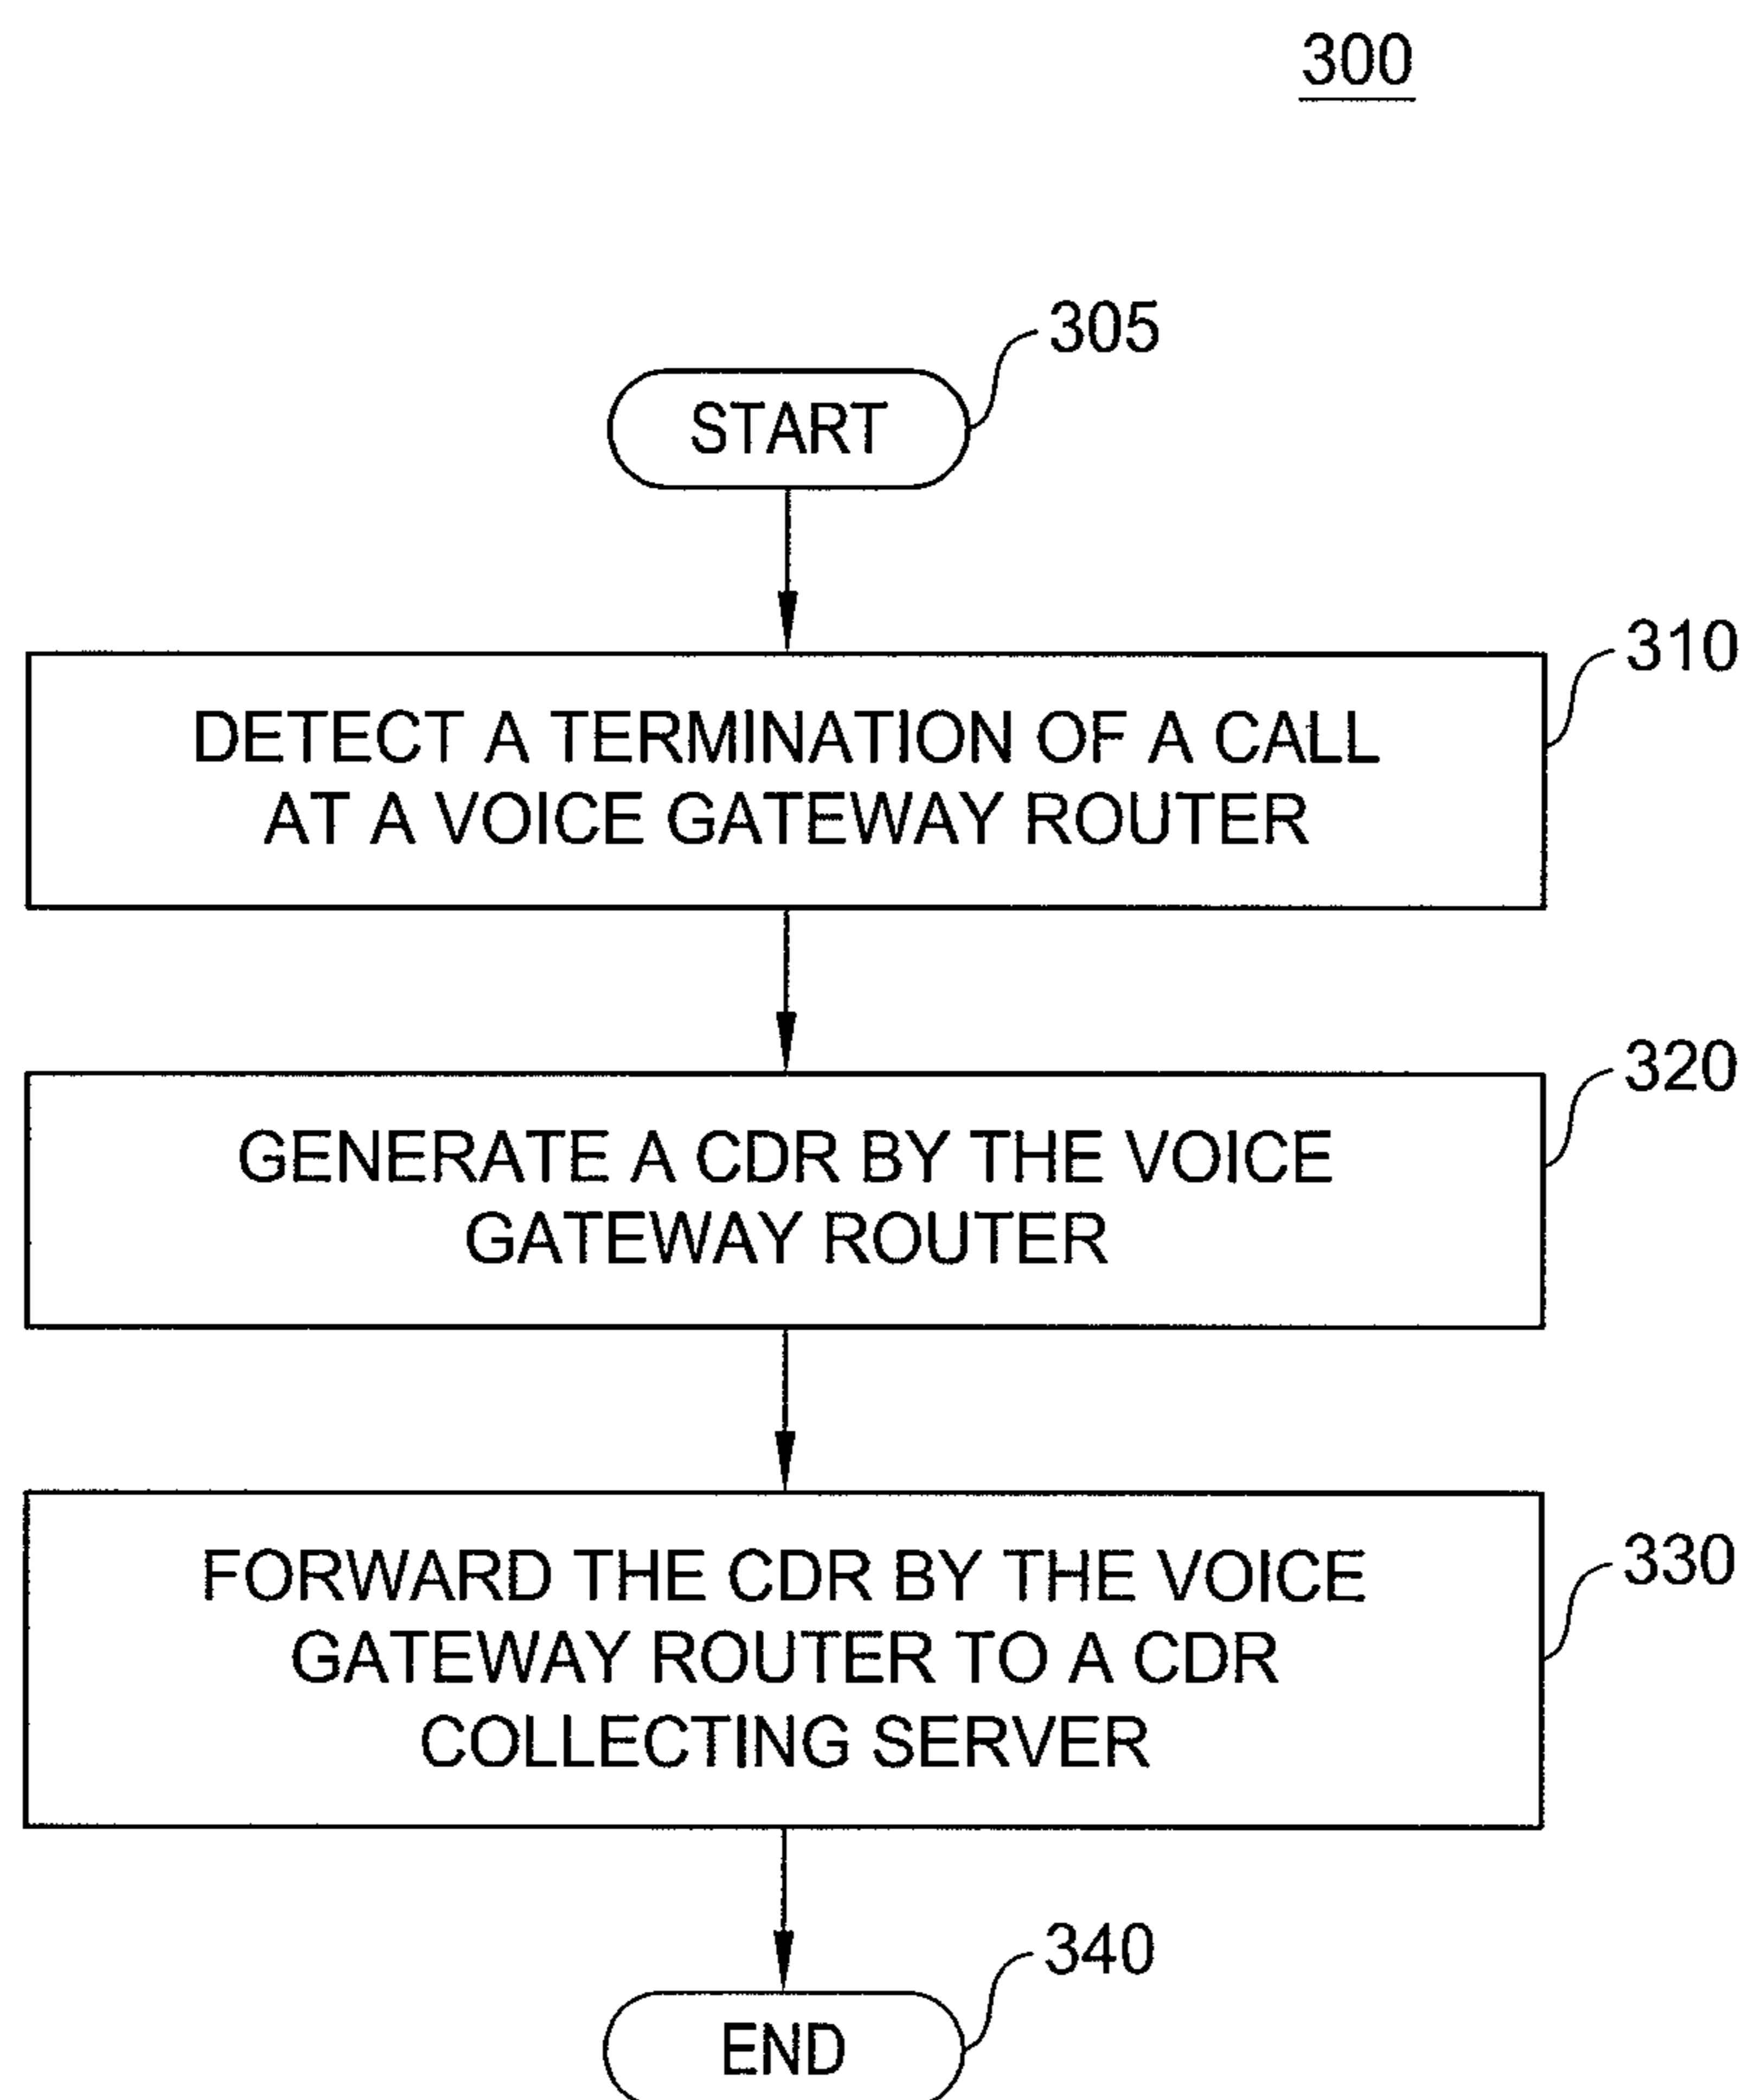 300
305
START
310
DETECT A TERMINATION OF A CALL
AT A VOICE GATEWAY ROUTER
320
GENERATE A CDR BY THE VOICE
GATEWAY ROUTER
330
FORWARD THE CDR BY THE VOICE
GATEWAY ROUTER TO A CDR
COLLECTING SERVER
340
END